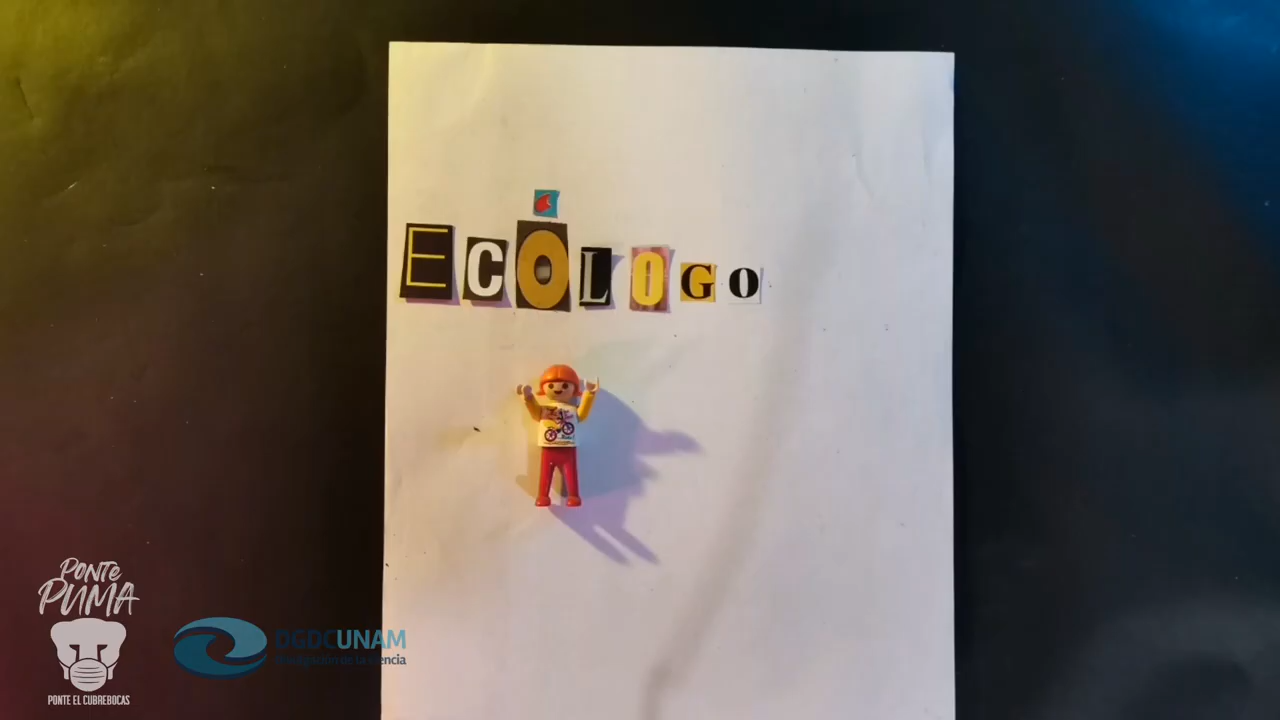 ECÓLOGO
PONTE
PUMA
PONTE EL CUBREBOCAS
DGDCUNAM
Divulgación de la Ciencia